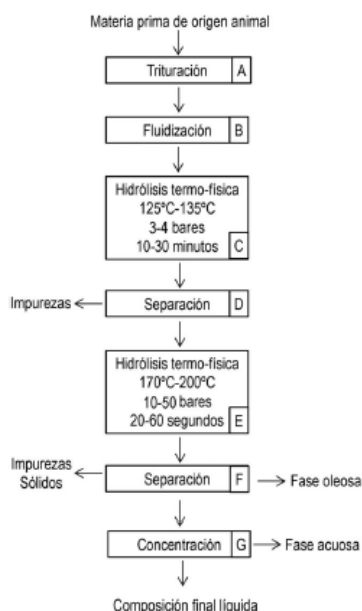 Materia prima de origen animal
Trituración A
Fluidización B
Hidrólisis termo-física
125ºC-135ºC
3-4 bares
10-30 minutos C
Impurezas Separación D
Hidrólisis termo-física
170ºC-200ºC
10-50 bares
20-60 segundos E
Impurezas
Sólidos Separación F Fase oleosa
Concentración G Fase acuosa
Composición final líquida